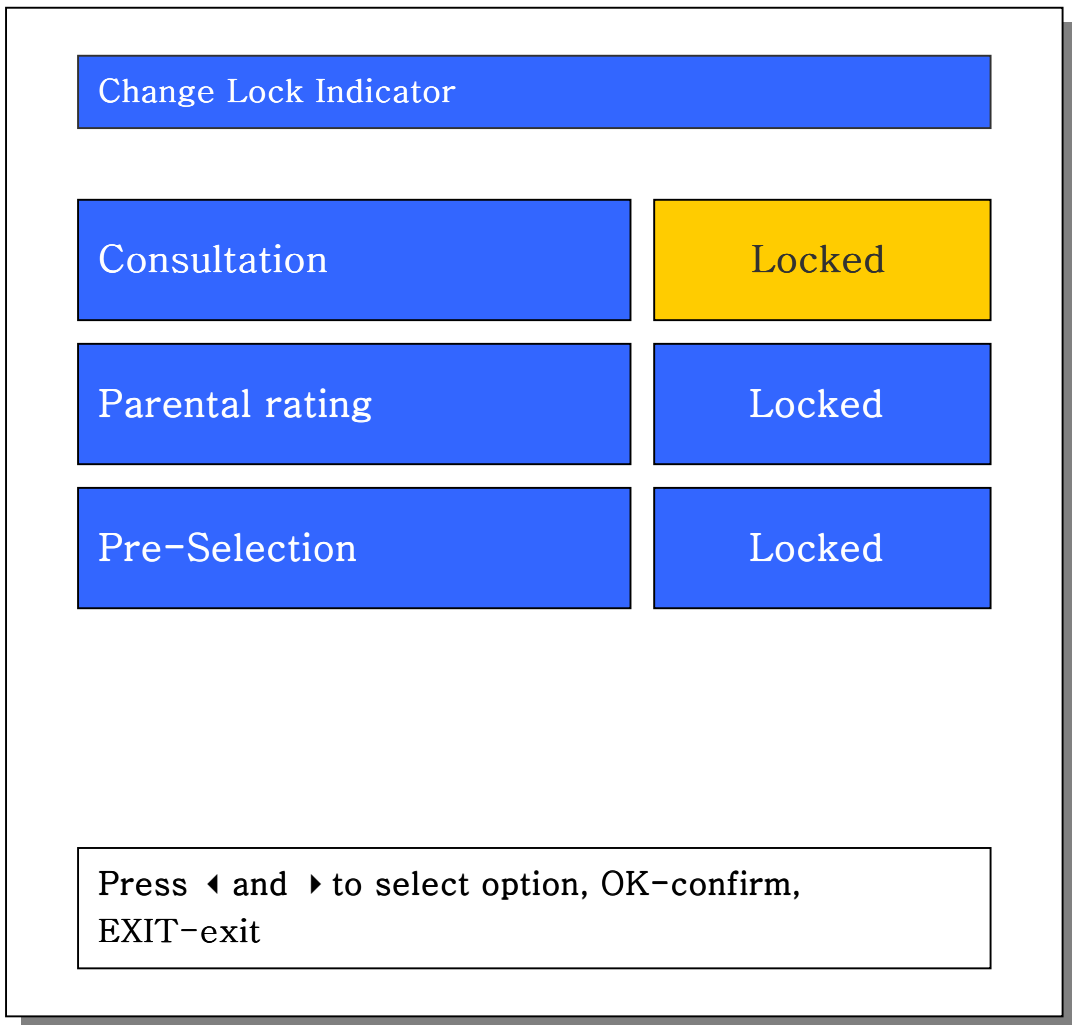 Change Lock Indicator
Consultation Locked
Parental rating Locked
Pre-Selection Locked
Press ◂ and ▸ to select option, OK-confirm,
EXIT-exit